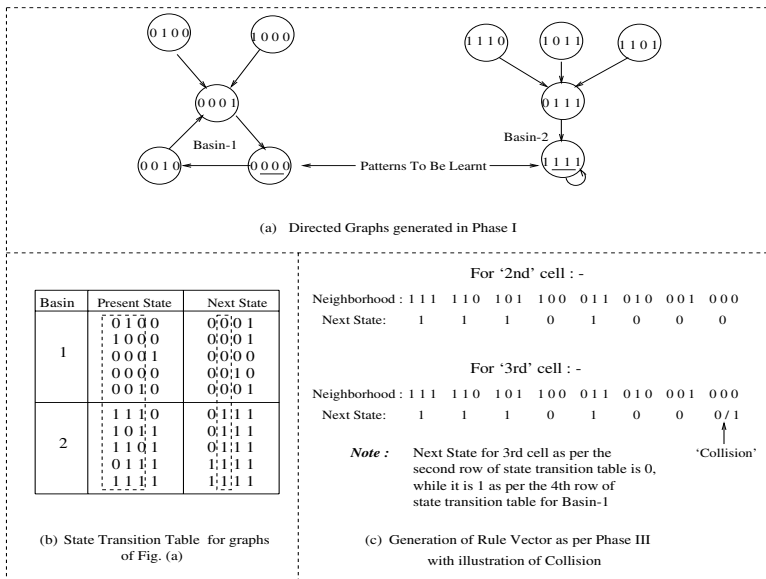 0 1 0 0
1 0 0 0
0 0 0 1
0 0 1 0
Basin-1
0 0 0 0
Patterns To Be Learnt
1 1 1 0
1 0 1 1
1 1 0 1
0 1 1 1
Basin-2
1 1 1 1
(a) Directed Graphs generated in Phase I
Basin Present State Next State
1
0 1 0 0 0 0 0 1
1 0 0 0 0 0 0 1
0 0 0 1 0 0 0 0
0 0 0 0 0 0 1 0
0 0 1 0 0 0 0 1
2
1 1 1 0 0 1 1 1
1 0 1 1 0 1 1 1
1 1 0 1 0 1 1 1
0 1 1 1 1 1 1 1
1 1 1 1 1 1 1 1
(b) State Transition Table for graphs
of Fig. (a)
For ‘2nd’ cell : -
Neighborhood : 1 1 1 1 1 0 1 0 1 1 0 0 0 1 1 0 1 0 0 0 1 0 0 0
Next State: 1 1 1 0 1 0 0 0
For ‘3rd’ cell : -
Neighborhood : 1 1 1 1 1 0 1 0 1 1 0 0 0 1 1 0 1 0 0 0 1 0 0 0
Next State: 1 1 1 0 1 0 0 0 / 1
‘Collision’
Note : Next State for 3rd cell as per the
second row of state transition table is 0,
while it is 1 as per the 4th row of
state transition table for Basin-1
(c) Generation of Rule Vector as per Phase III
with illustration of Collision